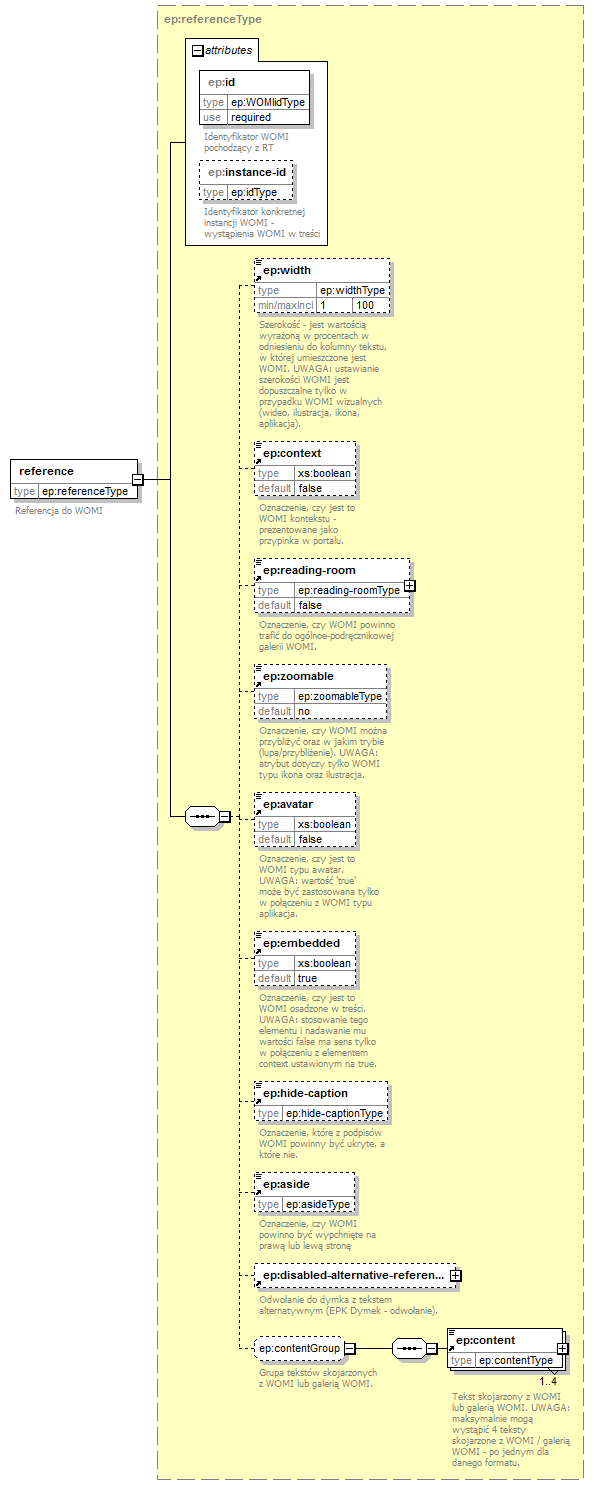 ep:referenceType
attributes
ep:id
type ep:WOMIidType
use required
Identyfikator WOMI
pochodzący z RT
ep:instance-id
type ep:idType
Identyfikator konkretnej
instancji WOMI -
wystąpienia WOMI w treści
ep:width
type ep:widthType
min/maxIncl 1 100
Szerokość - jest wartością
wyrażoną w procentach w
odniesieniu do kolumny tekstu,
w której umieszczone jest
WOMI. UWAGA: ustawianie
szerokości WOMI jest
dopuszczalne tylko w
przypadku WOMI wizualnych
(wideo, ilustracja, ikona,
aplikacja).
ep:context
type xs:boolean
default false
Oznaczenie, czy jest to
WOMI kontekstu -
prezentowane jako
przypinka w portalu.
reference
type ep:referenceType
Referencja do WOMI
ep:reading-room
type ep:reading-roomType
default false
Oznaczenie, czy WOMI powinno
trafić do ogólnoe-podręcznikowej
galerii WOMI.
ep:zoomable
type ep:zoomableType
default no
Oznaczenie, czy WOMI można
przybliżyć oraz w jakim trybie
(lupa/przybliżenie). UWAGA:
atrybut dotyczy tylko WOMI
typu ikona oraz ilustracja.
ep:avatar
type xs:boolean
default false
Oznaczenie, czy jest to
WOMI typu awatar.
UWAGA: wartość 'true'
może być zastosowana tylko
w połączeniu z WOMI typu
aplikacja.
ep:embedded
type xs:boolean
default true
Oznaczenie, czy jest to
WOMI osadzone w treści.
UWAGA: stosowanie tego
elementu i nadawanie mu
wartości false ma sens tylko
w połączeniu z elementem
context ustawionym na true.
ep:hide-caption
type ep:hide-captionType
Oznaczenie, które z podpisów
WOMI powinny być ukryte, a
które nie.
ep:aside
type ep:asideType
Oznaczenie, czy WOMI
powinno być wypchnięte na
prawą lub lewą stronę
ep:disabled-alternative-referen...
Odwołanie do dymka z tekstem
alternatywnym (EPK Dymek - odwołanie).
ep:contentGroup
Grupa tekstów skojarzonych
z WOMI lub galerią WOMI.
ep:content
type ep:contentType
1..4
Tekst skojarzony z WOMI
lub galerią WOMI. UWAGA:
maksymalnie mogą
wystąpić 4 teksty
skojarzone z WOMI / galerią
WOMI - po jednym dla
danego formatu.